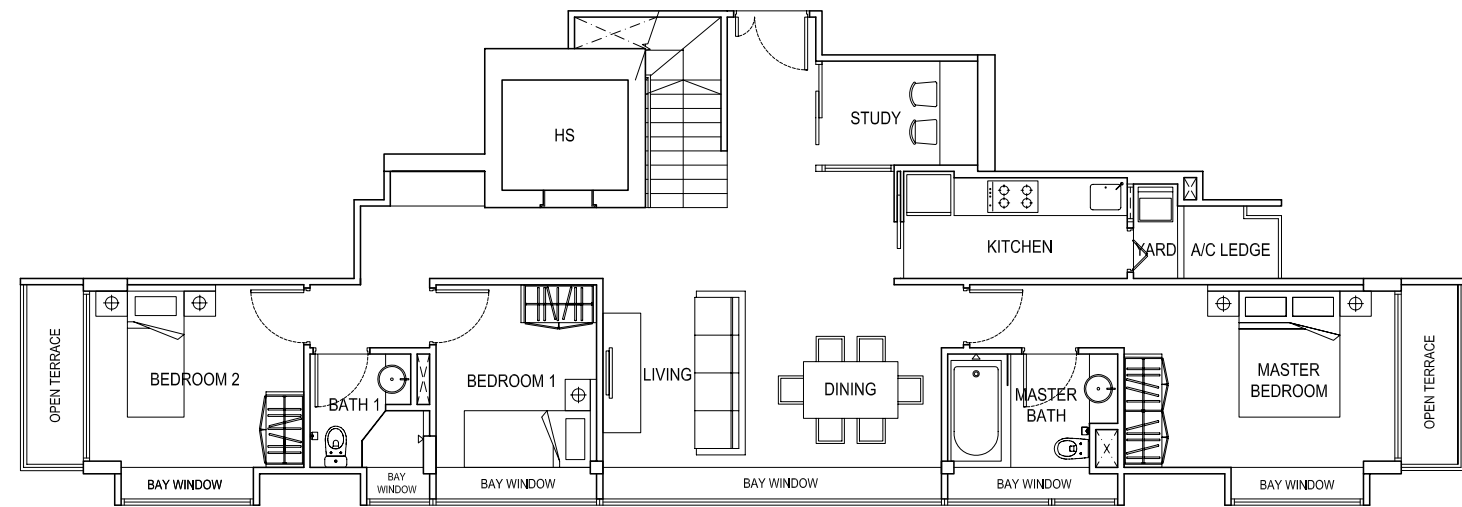 HS
STUDY
KITCHEN
YARD
A/C LEDGE
OPEN TERRACE
BEDROOM 2
BATH 1
BEDROOM 1
LIVING
DINING
MASTER
BATH
MASTER
BEDROOM
OPEN TERRACE
BAY WINDOW
BAY
WINDOW
BAY WINDOW
BAY WINDOW
BAY WINDOW
BAY WINDOW